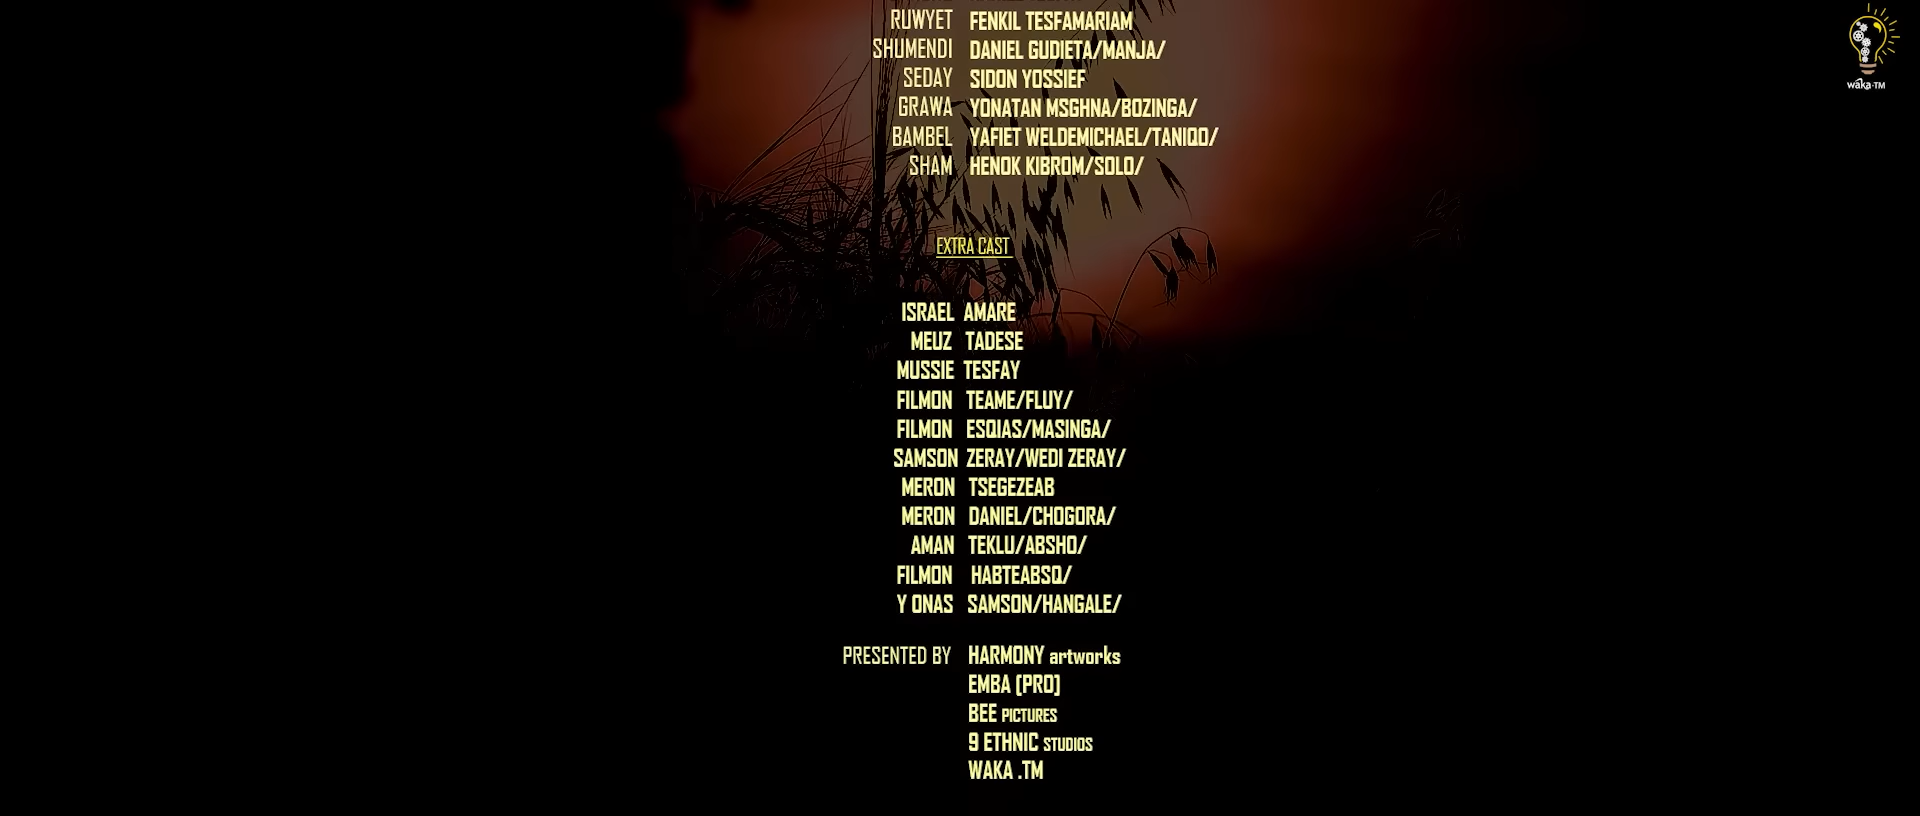 RUWYET FENKIL TESFAMARIAM
SHUMENDI DANIEL GUDIETA/MANJA/
SEDAY SIDON YOSSIEF
GRAWA YONATAN MSGHNA/BOZINGA/
BAMBEL YAFIET WELDEMICHAEL/TANIQO/
SHAM HENOK KIBROM/SOLO/
EXTRA CAST
ISRAEL AMARE
MEUZ TADESE
MUSSIE TESFAY
FILMON TEAME/FLUY/
FILMON ESQIAS/MASINGA/
SAMSON ZERAY/WEDI ZERAY/
MERON TSEGEZEAB
MERON DANIEL/CHOGORA/
AMAN TEKLU/ABSHO/
FILMON HABTEABSQ/
Y ONAS SAMSON/HANGALE/
PRESENTED BY HARMONY artworks
EMBA [PRO]
BEE PICTURES
9 ETHNIC STUDIOS
WAKA .TM
waka.TM